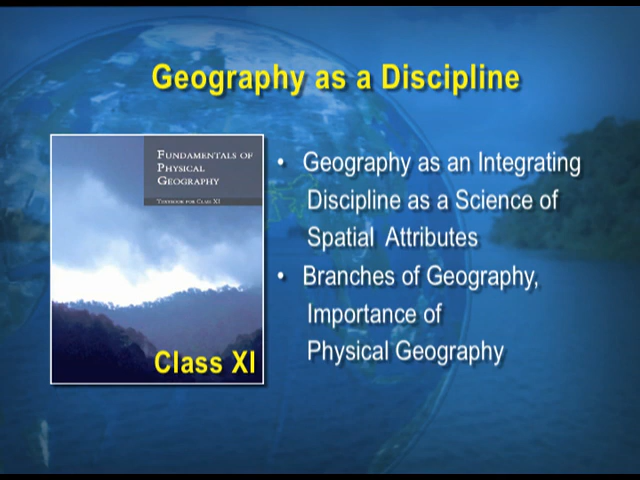 Geography as a Discipline
FUNDAMENTALS OF
PHYSICAL
GEOGRAPHY
TEXTBOOK FOR CLASS XI
Class XI
• Geography as an Integrating
Discipline as a Science of
Spatial Attributes
• Branches of Geography,
Importance of
Physical Geography